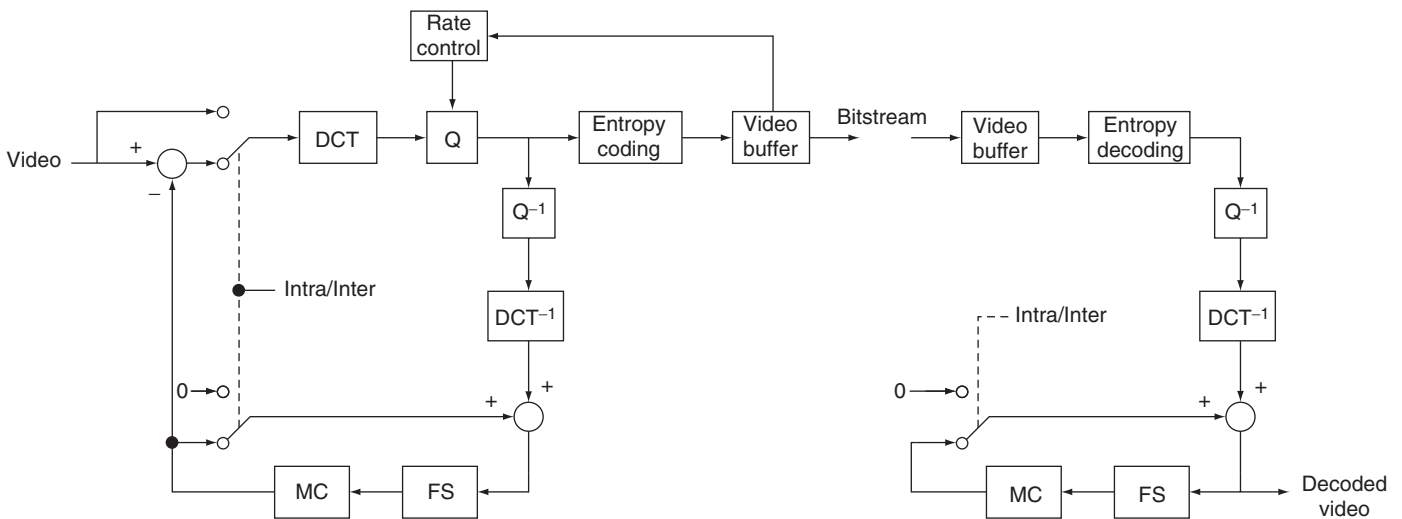 Rate
control
Video
+
−
DCT
Q
Entropy
coding
Video
buffer
Bitstream
Video
buffer
Entropy
decoding
Q−1
Q−1
Intra/Inter
DCT−1
Intra/Inter
DCT−1
0
+
+
0
+
+
MC
FS
MC
FS
Decoded
video